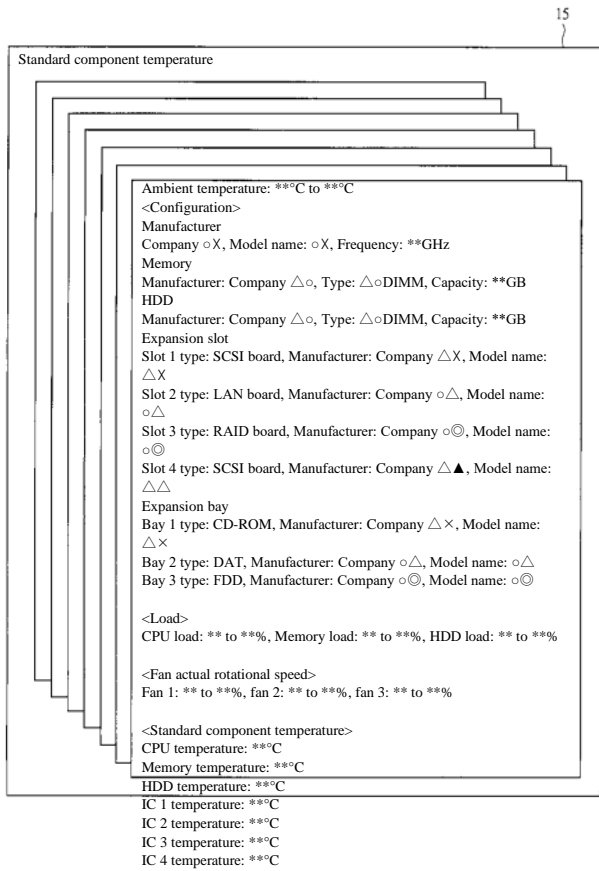 15
Standard component temperature
Ambient temperature: **°C to **°C
<Configuration>
Manufacturer
Company ○X, Model name: ○X, Frequency: **GHz
Memory
Manufacturer: Company △○, Type: △○DIMM, Capacity: **GB
HDD
Manufacturer: Company △○, Type: △○DIMM, Capacity: **GB
Expansion slot
Slot 1 type: SCSI board, Manufacturer: Company △X, Model name:
△X
Slot 2 type: LAN board, Manufacturer: Company ○△, Model name:
○△
Slot 3 type: RAID board, Manufacturer: Company ○◎, Model name:
○◎
Slot 4 type: SCSI board, Manufacturer: Company △▲, Model name:
△△
Expansion bay
Bay 1 type: CD-ROM, Manufacturer: Company △×, Model name:
△×
Bay 2 type: DAT, Manufacturer: Company ○△, Model name: ○△
Bay 3 type: FDD, Manufacturer: Company ○◎, Model name: ○◎
<Load>
CPU load: ** to **%, Memory load: ** to **%, HDD load: ** to **%
<Fan actual rotational speed>
Fan 1: ** to **%, fan 2: ** to **%, fan 3: ** to **%
<Standard component temperature>
CPU temperature: **°C
Memory temperature: **°C
HDD temperature: **°C
IC 1 temperature: **°C
IC 2 temperature: **°C
IC 3 temperature: **°C
IC 4 temperature: **°C